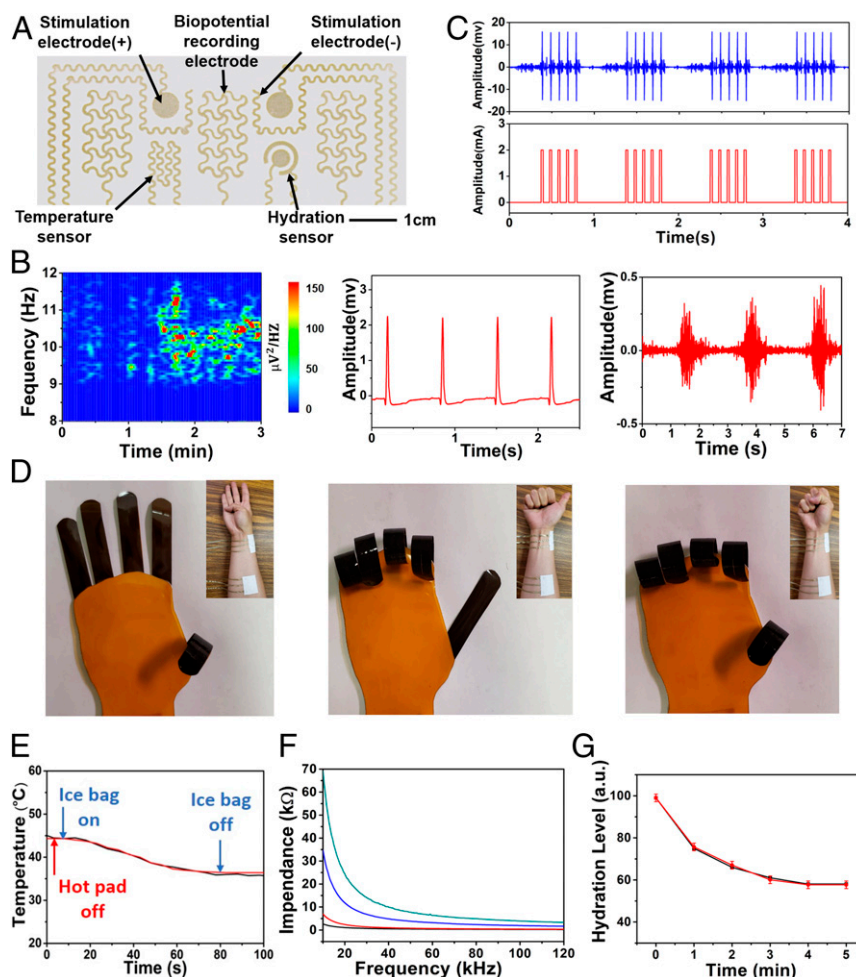 A
Stimulation
electrode(+)
Biopotential
recording
electrode
Stimulation
electrode(-)
Temperature
sensor
Hydration
sensor
1cm
C
Amplitude(mv)
20
10
0
-10
-20
Amplitude(mA)
3
2
1
0
0 1 2 3 4
Time(s)
B
Fequency (Hz)
12
11
10
9
8
0 1 2 3
Time (min)
150
100
50
0
µV²/HZ
Amplitude(mv)
3
2
1
0
0 1 2
Time(s)
Amplitude(mv)
0.5
0.0
-0.5
0 1 2 3 4 5 6 7
Time (s)
D
E
Temperature (°C)
60
50
40
30
20
Ice bag
on
Ice bag
off
Hot pad
off
0 20 40 60 80 100
Time (s)
F
Impendance (kΩ)
70
60
50
40
30
20
10
0
20 40 60 80 100 120
Frequency (kHz)
G
Hydration Level (a.u.)
100
80
60
40
0 1 2 3 4 5
Time (min)